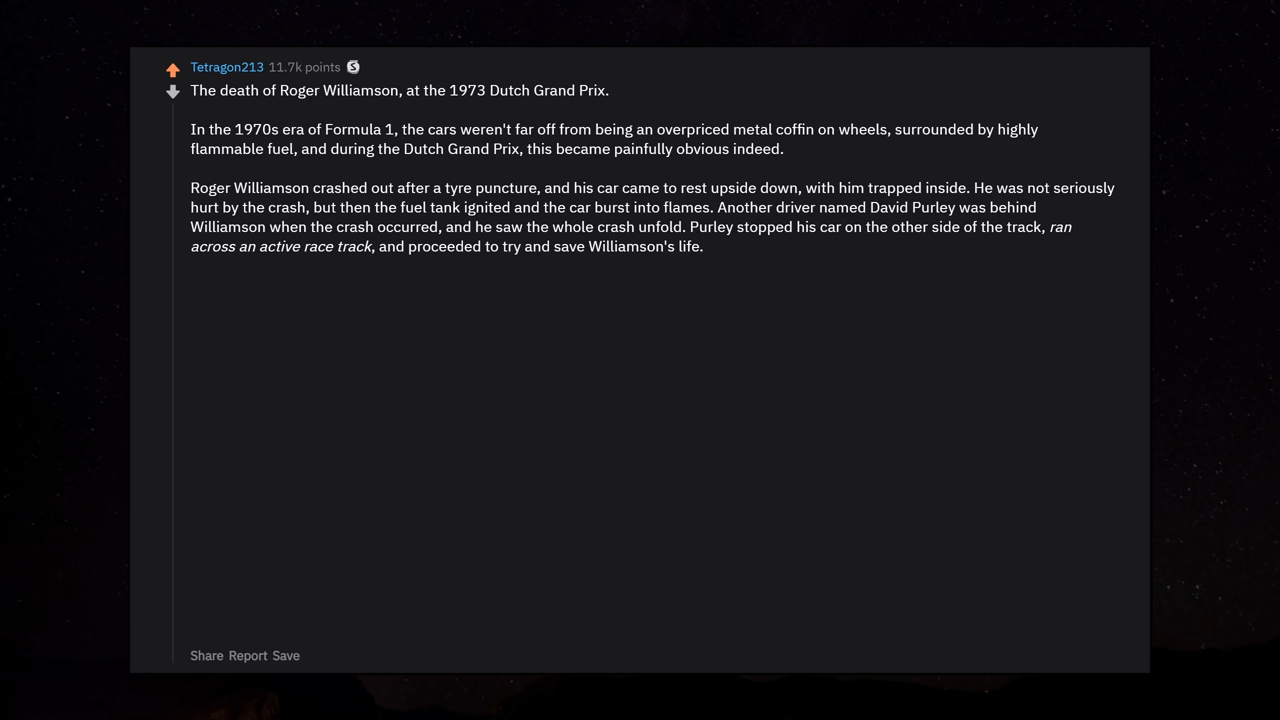 Tetragon213 11.7k points
The death of Roger Williamson, at the 1973 Dutch Grand Prix.
In the 1970s era of Formula 1, the cars weren't far off from being an overpriced metal coffin on wheels, surrounded by highly
flammable fuel, and during the Dutch Grand Prix, this became painfully obvious indeed.
Roger Williamson crashed out after a tyre puncture, and his car came to rest upside down, with him trapped inside. He was not seriously
hurt by the crash, but then the fuel tank ignited and the car burst into flames. Another driver named David Purley was behind
Williamson when the crash occurred, and he saw the whole crash unfold. Purley stopped his car on the other side of the track, ran
across an active race track, and proceeded to try and save Williamson's life.
Share Report Save